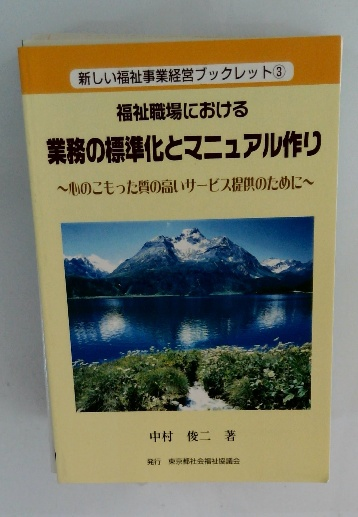 新しい福祉事業経営ブックレット③
福祉職場における
業務の標準化とマニュアル作り
～心のこもった質の高いサービス提供のために～
中村 俊二 著
発行 東京都社会福祉協議会